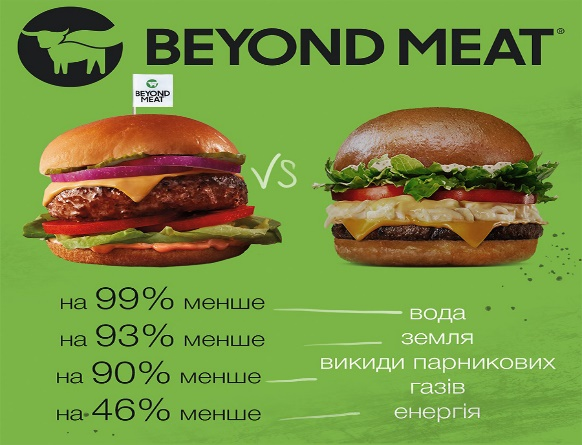 BEYOND MEAT®
BEYOND
MEAT
VS
на 99% менше
вода
на 93% менше
земля
на 90% менше
викиди парникових
газів
на 46% менше
енергія